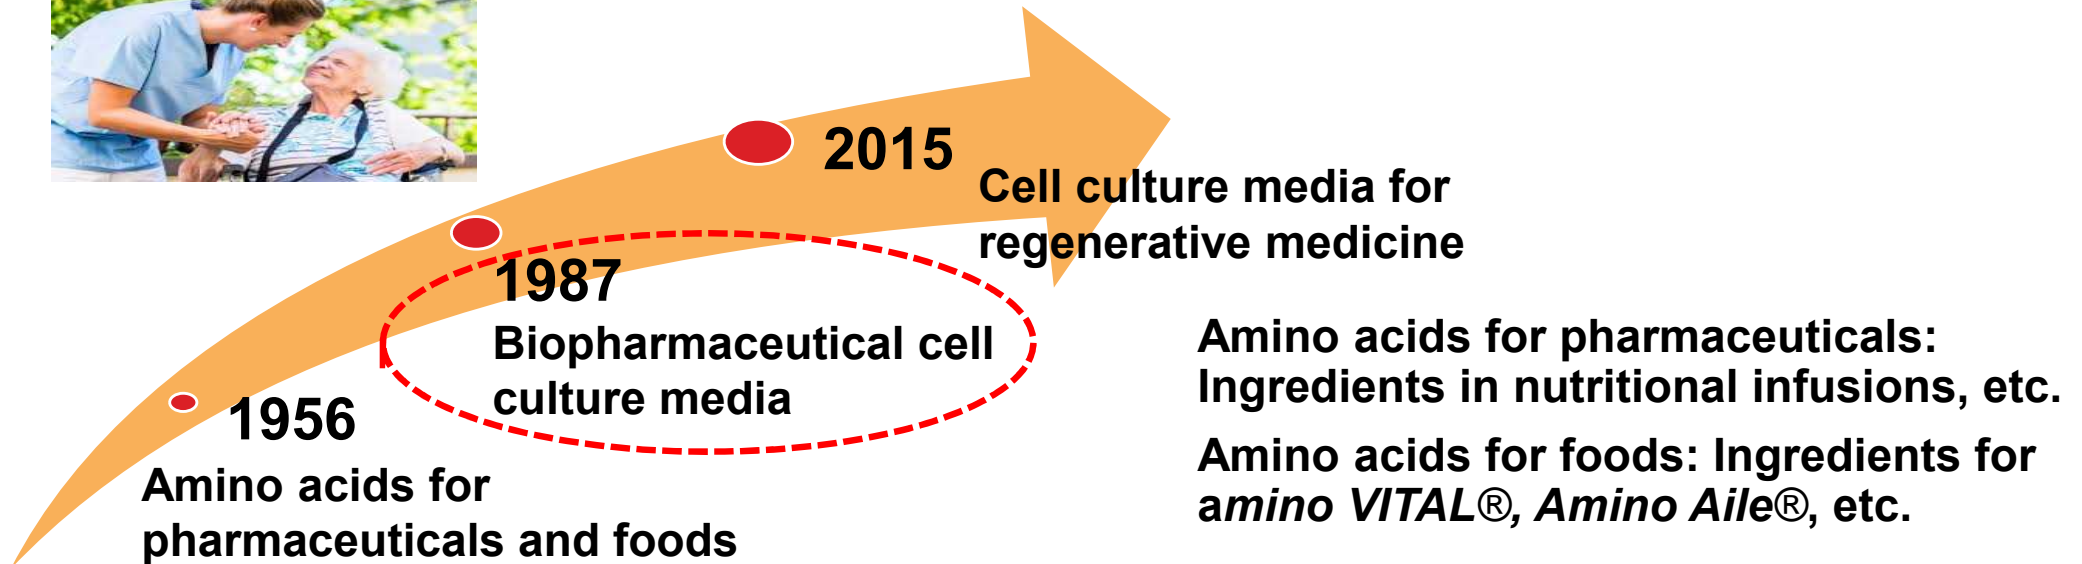 2015
Cell culture media for
regenerative medicine
1987
Biopharmaceutical cell
culture media
1956
Amino acids for
pharmaceuticals and foods
Amino acids for pharmaceuticals:
Ingredients in nutritional infusions, etc.
Amino acids for foods: Ingredients for
amino VITAL®, Amino Aile®, etc.